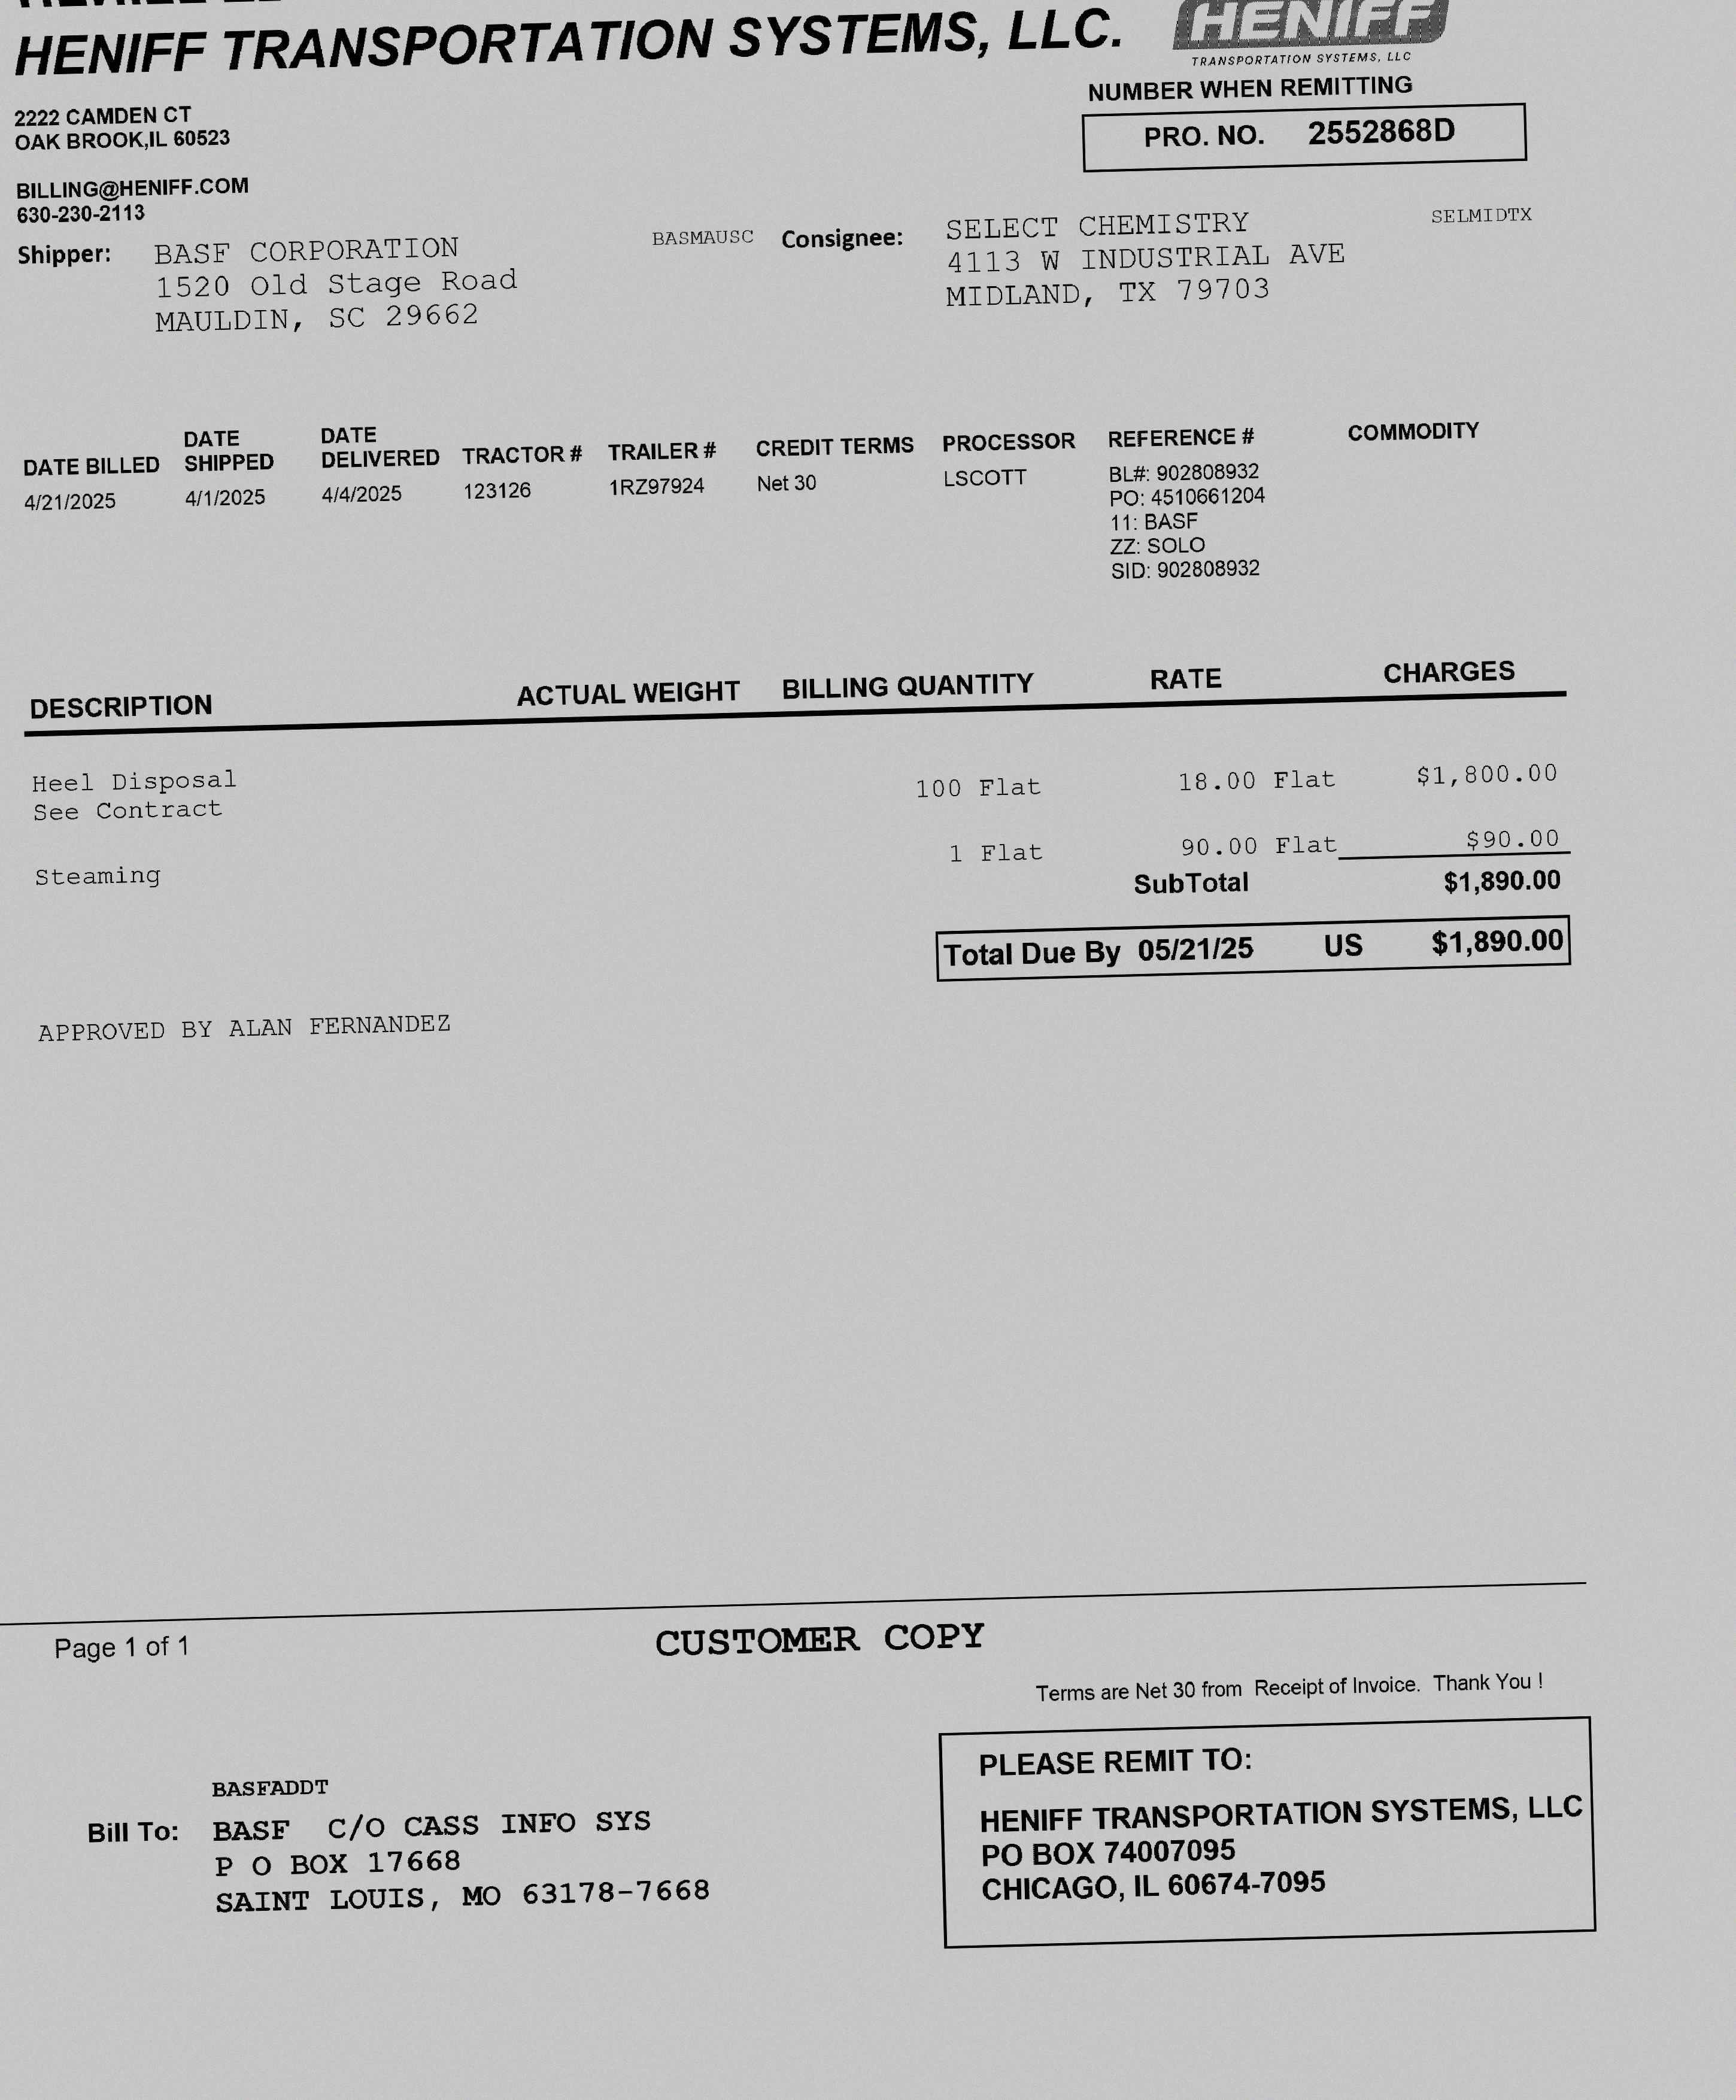 HENIFF TRANSPORTATION SYSTEMS, LLC.
HENIFF
TRANSPORTATION SYSTEMS, LLC
2222 CAMDEN CT
OAK BROOK,IL 60523
NUMBER WHEN REMITTING
PRO. NO. 2552868D
BILLING@HENIFF.COM
630-230-2113
Shipper: BASF CORPORATION BASMAUSC
1520 Old Stage Road
MAULDIN, SC 29662
Consignee: SELECT CHEMISTRY SELMIDTX
4113 W INDUSTRIAL AVE
MIDLAND, TX 79703
DATE BILLED DATE SHIPPED DATE DELIVERED TRACTOR # TRAILER # CREDIT TERMS PROCESSOR REFERENCE # COMMODITY
4/21/2025 4/1/2025 4/4/2025 123126 1RZ97924 Net 30 LSCOTT BL#: 902808932
PO: 4510661204
11: BASF
ZZ: SOLO
SID: 902808932
DESCRIPTION ACTUAL WEIGHT BILLING QUANTITY RATE CHARGES
Heel Disposal 100 Flat 18.00 Flat $1,800.00
See Contract
Steaming 1 Flat 90.00 Flat $90.00
SubTotal $1,890.00
Total Due By 05/21/25 US $1,890.00
APPROVED BY ALAN FERNANDEZ
Page 1 of 1
CUSTOMER COPY
Terms are Net 30 from Receipt of Invoice. Thank You !
BASFADDT
Bill To: BASF C/O CASS INFO SYS
P O BOX 17668
SAINT LOUIS, MO 63178-7668
PLEASE REMIT TO:
HENIFF TRANSPORTATION SYSTEMS, LLC
PO BOX 74007095
CHICAGO, IL 60674-7095